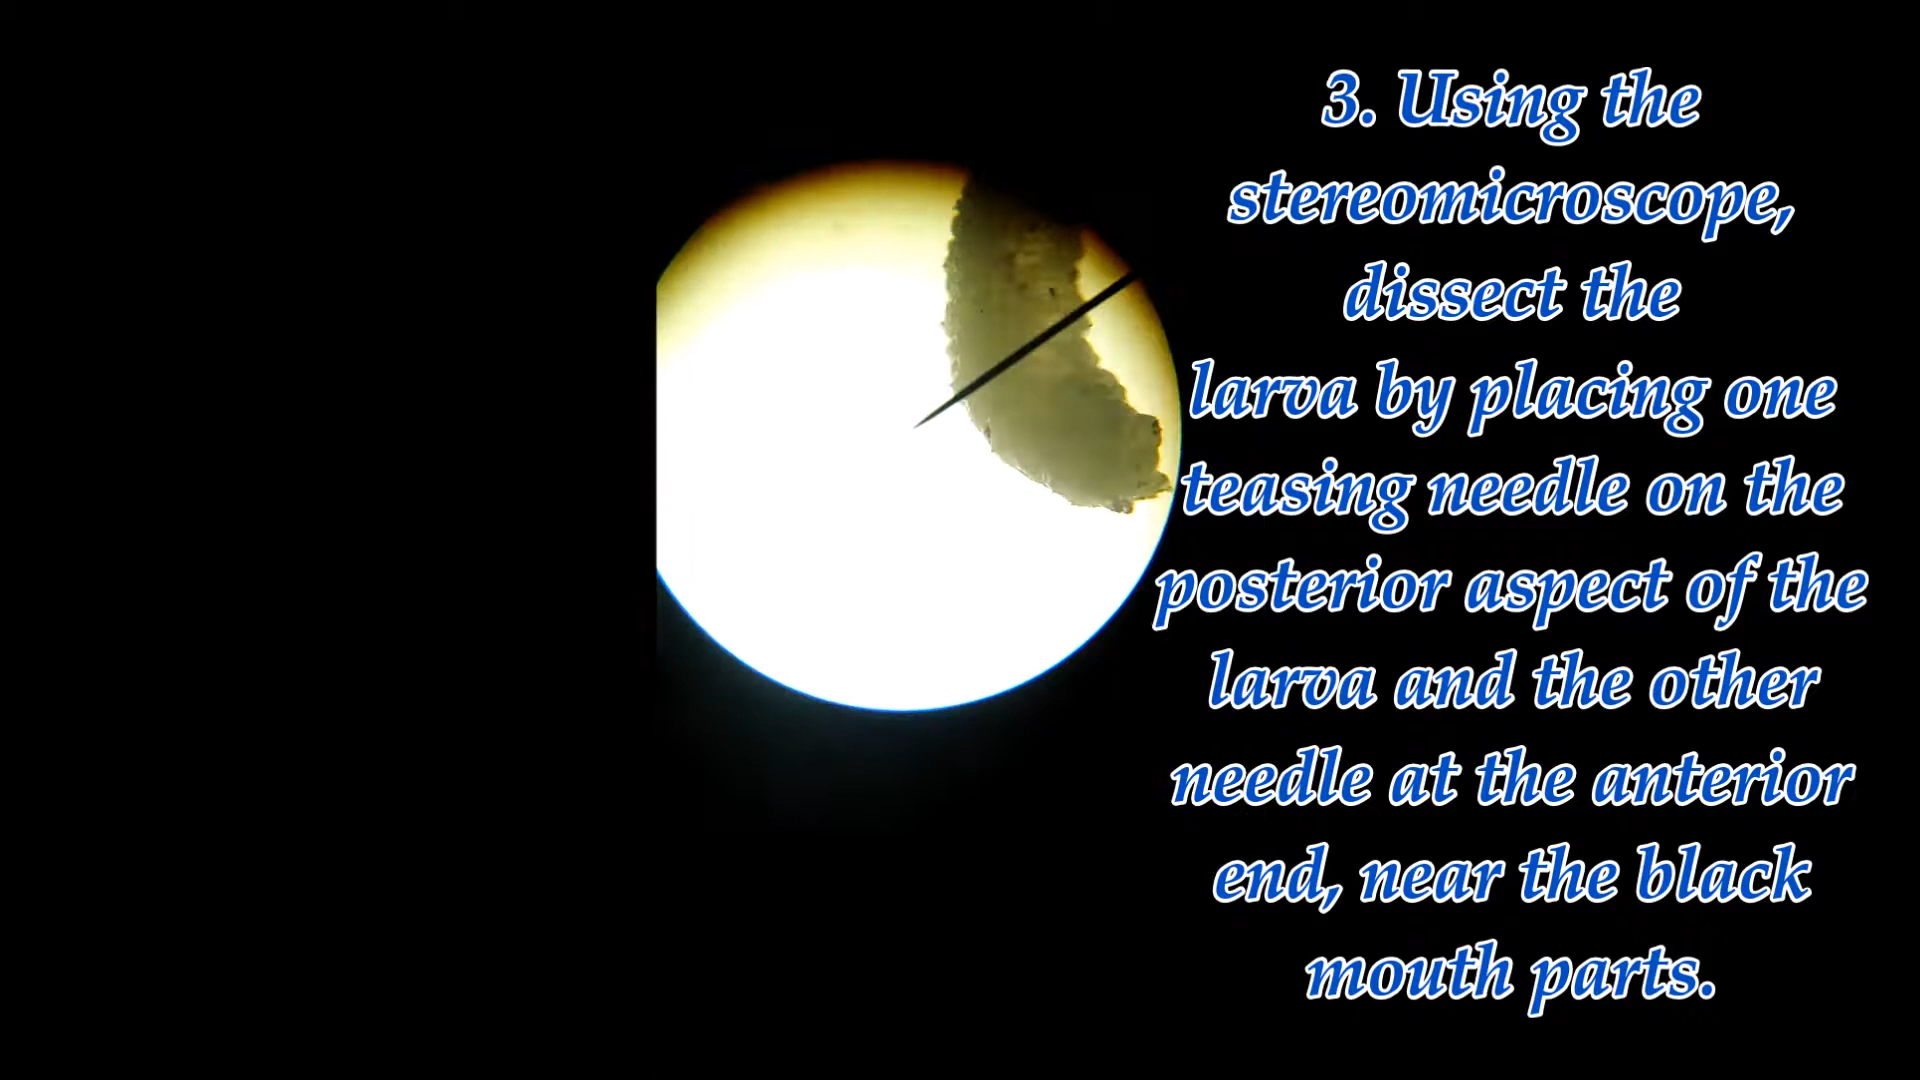 3. Using the
stereomicroscope,
dissect the
larva by placing one
teasing needle on the
posterior aspect of the
larva and the other
needle at the anterior
end, near the black
mouth parts.